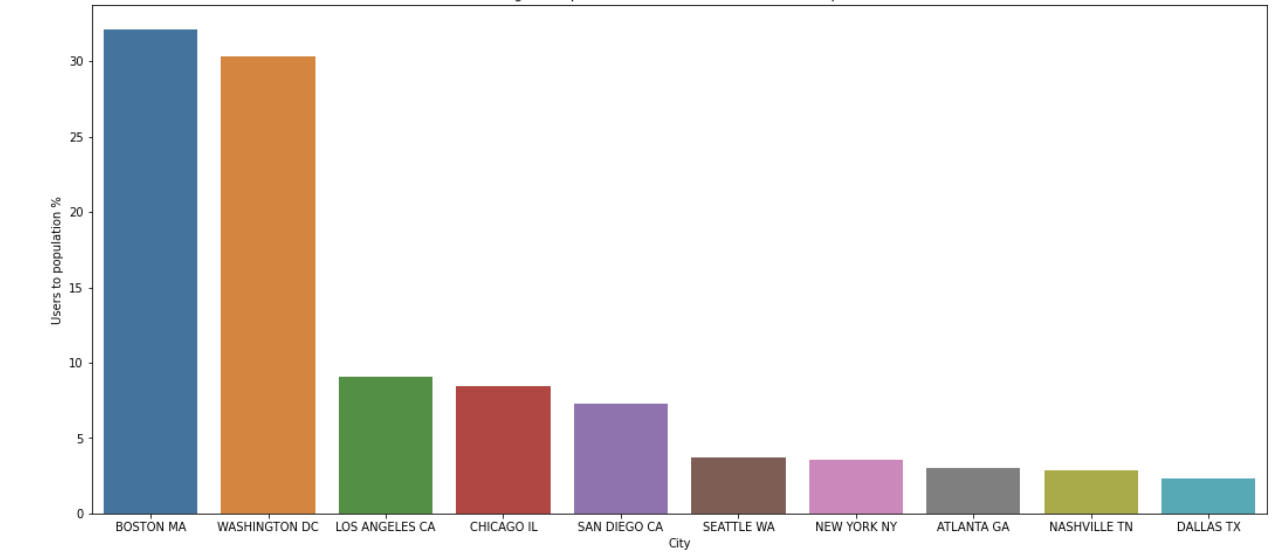 30
25
20
15
10
5
0
Users to population %
BOSTON MA
WASHINGTON DC
LOS ANGELES CA
CHICAGO IL
SAN DIEGO CA
SEATTLE WA
NEW YORK NY
ATLANTA GA
NASHVILLE TN
DALLAS TX
City